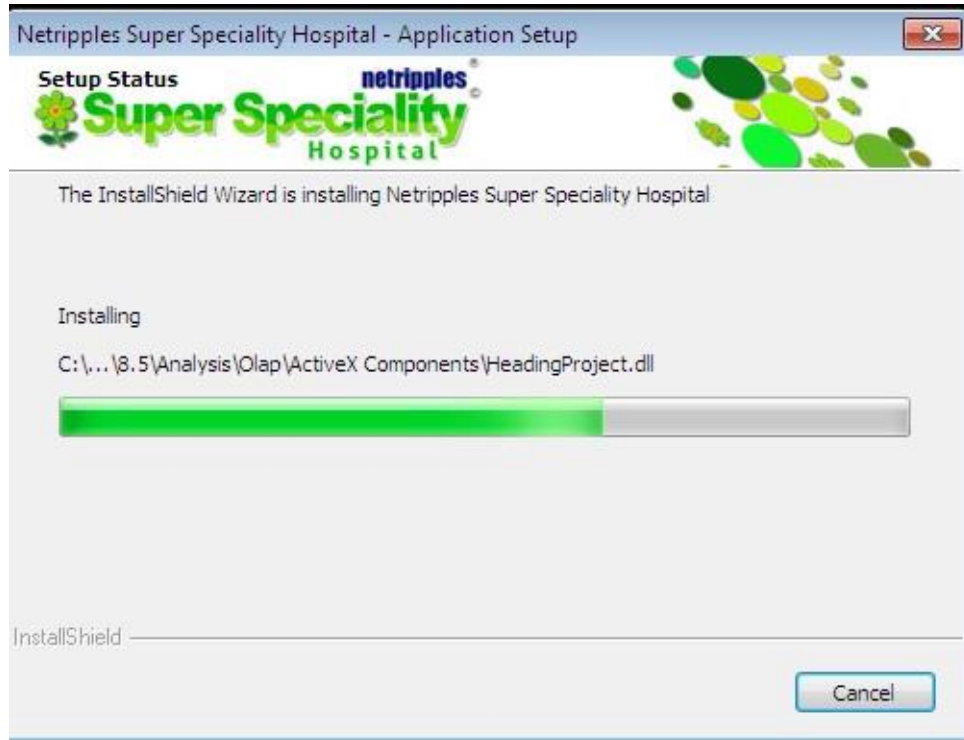 Netripples Super Speciality Hospital - Application Setup
Setup Status
netripples
Super Speciality
Hospital
The InstallShield Wizard is installing Netripples Super Speciality Hospital
Installing
C:\...\8.5\Analysis\Olap\ActiveX Components\HeadingProject.dll
InstallShield
Cancel